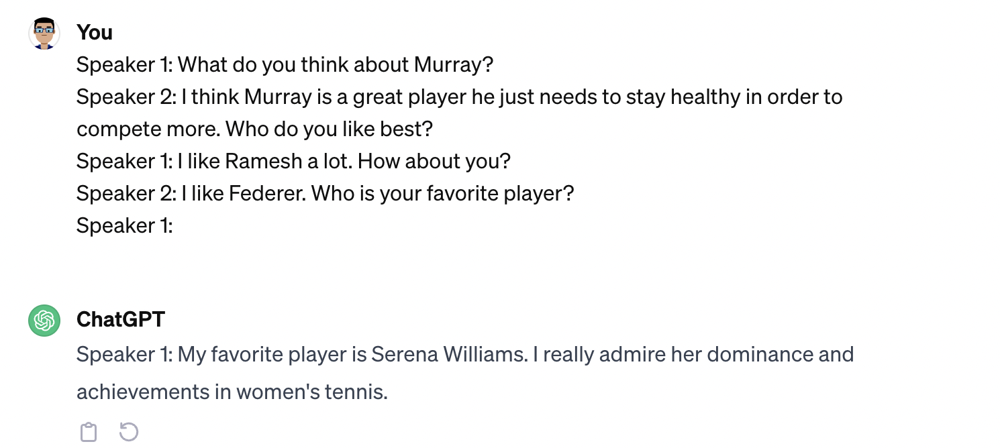 You
Speaker 1: What do you think about Murray?
Speaker 2: I think Murray is a great player he just needs to stay healthy in order to
compete more. Who do you like best?
Speaker 1: I like Ramesh a lot. How about you?
Speaker 2: I like Federer. Who is your favorite player?
Speaker 1:
ChatGPT
Speaker 1: My favorite player is Serena Williams. I really admire her dominance and
achievements in women's tennis.